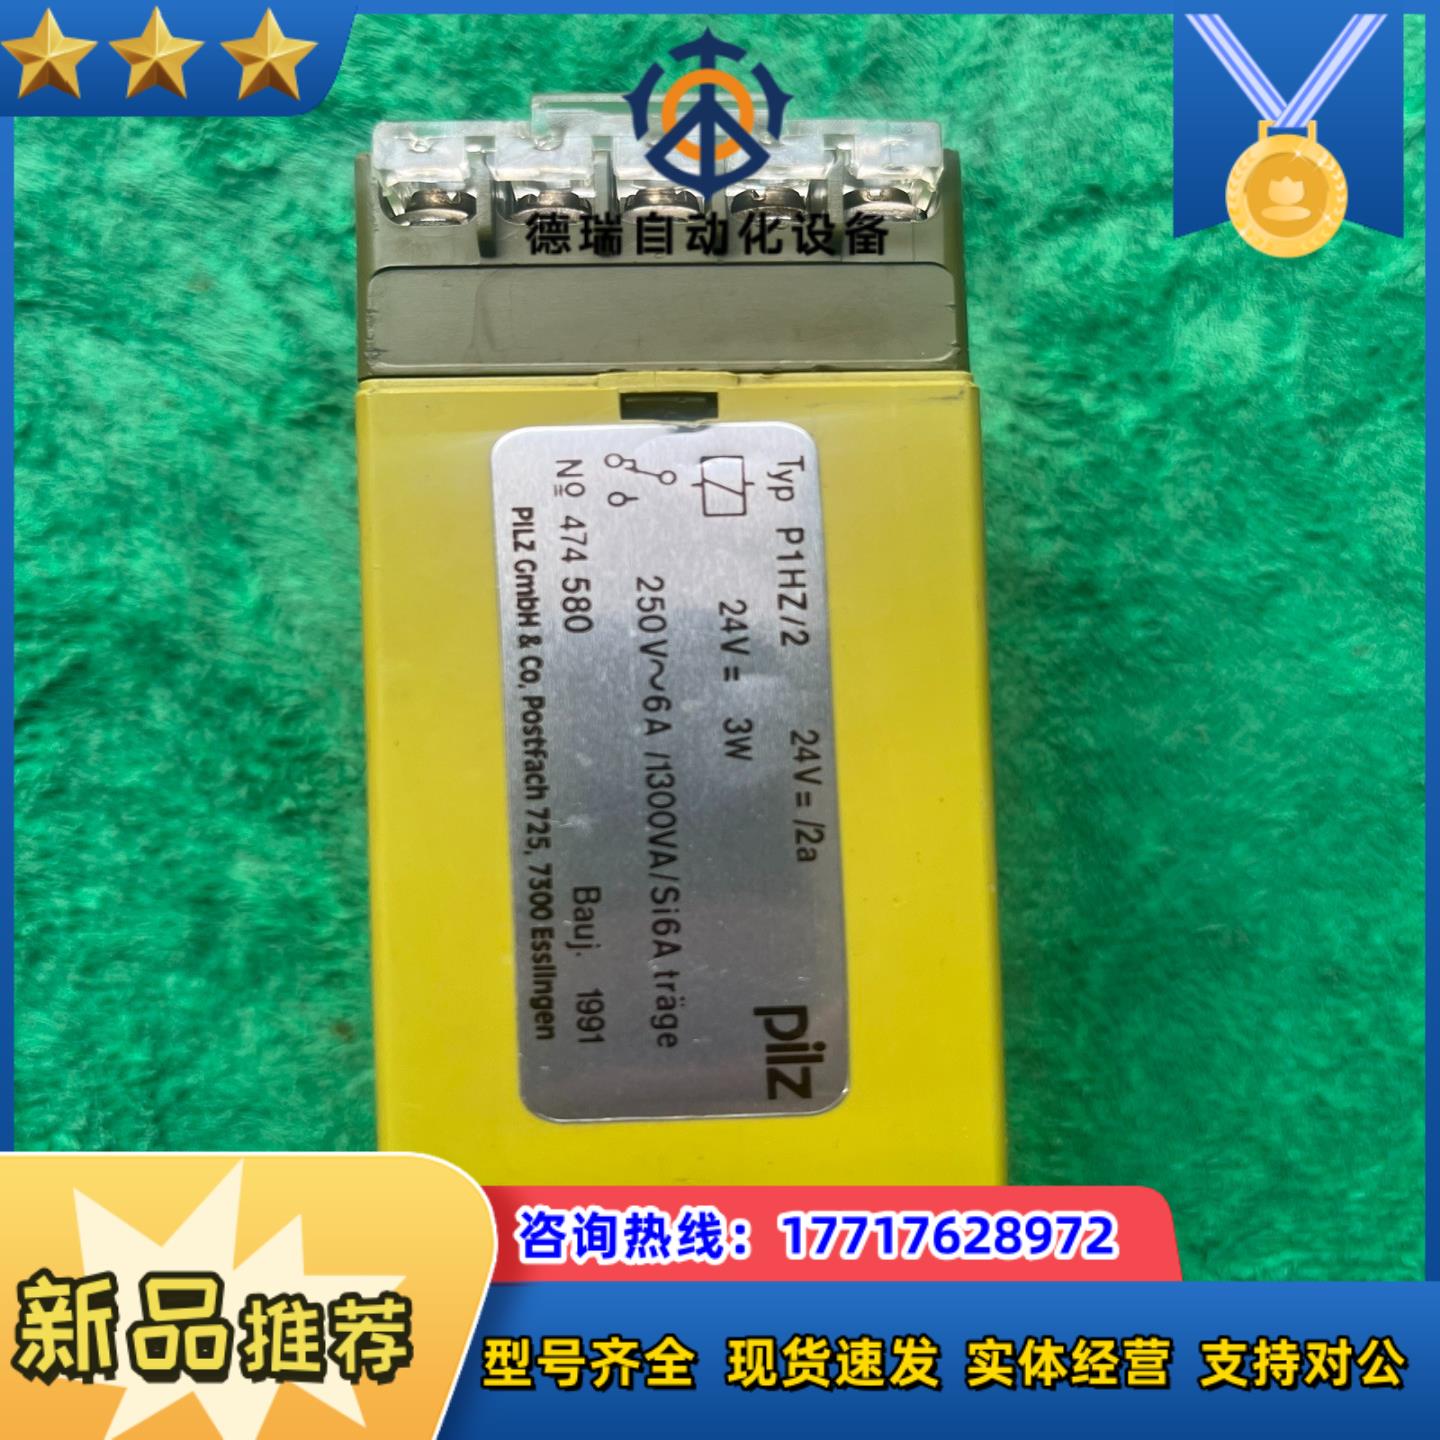 德瑞自动化设备
Typ P1HZ/2 24V= /2a pilz
24V= 3W
250V~6A /1300VA/Si6A träge
№ 474 580 Bauj. 1991
PILZ GmbH & Co, Postfach 725, 7300 Esslingen
咨询热线：17717628972
新品推荐
型号齐全 现货速发 实体经营 支持对公